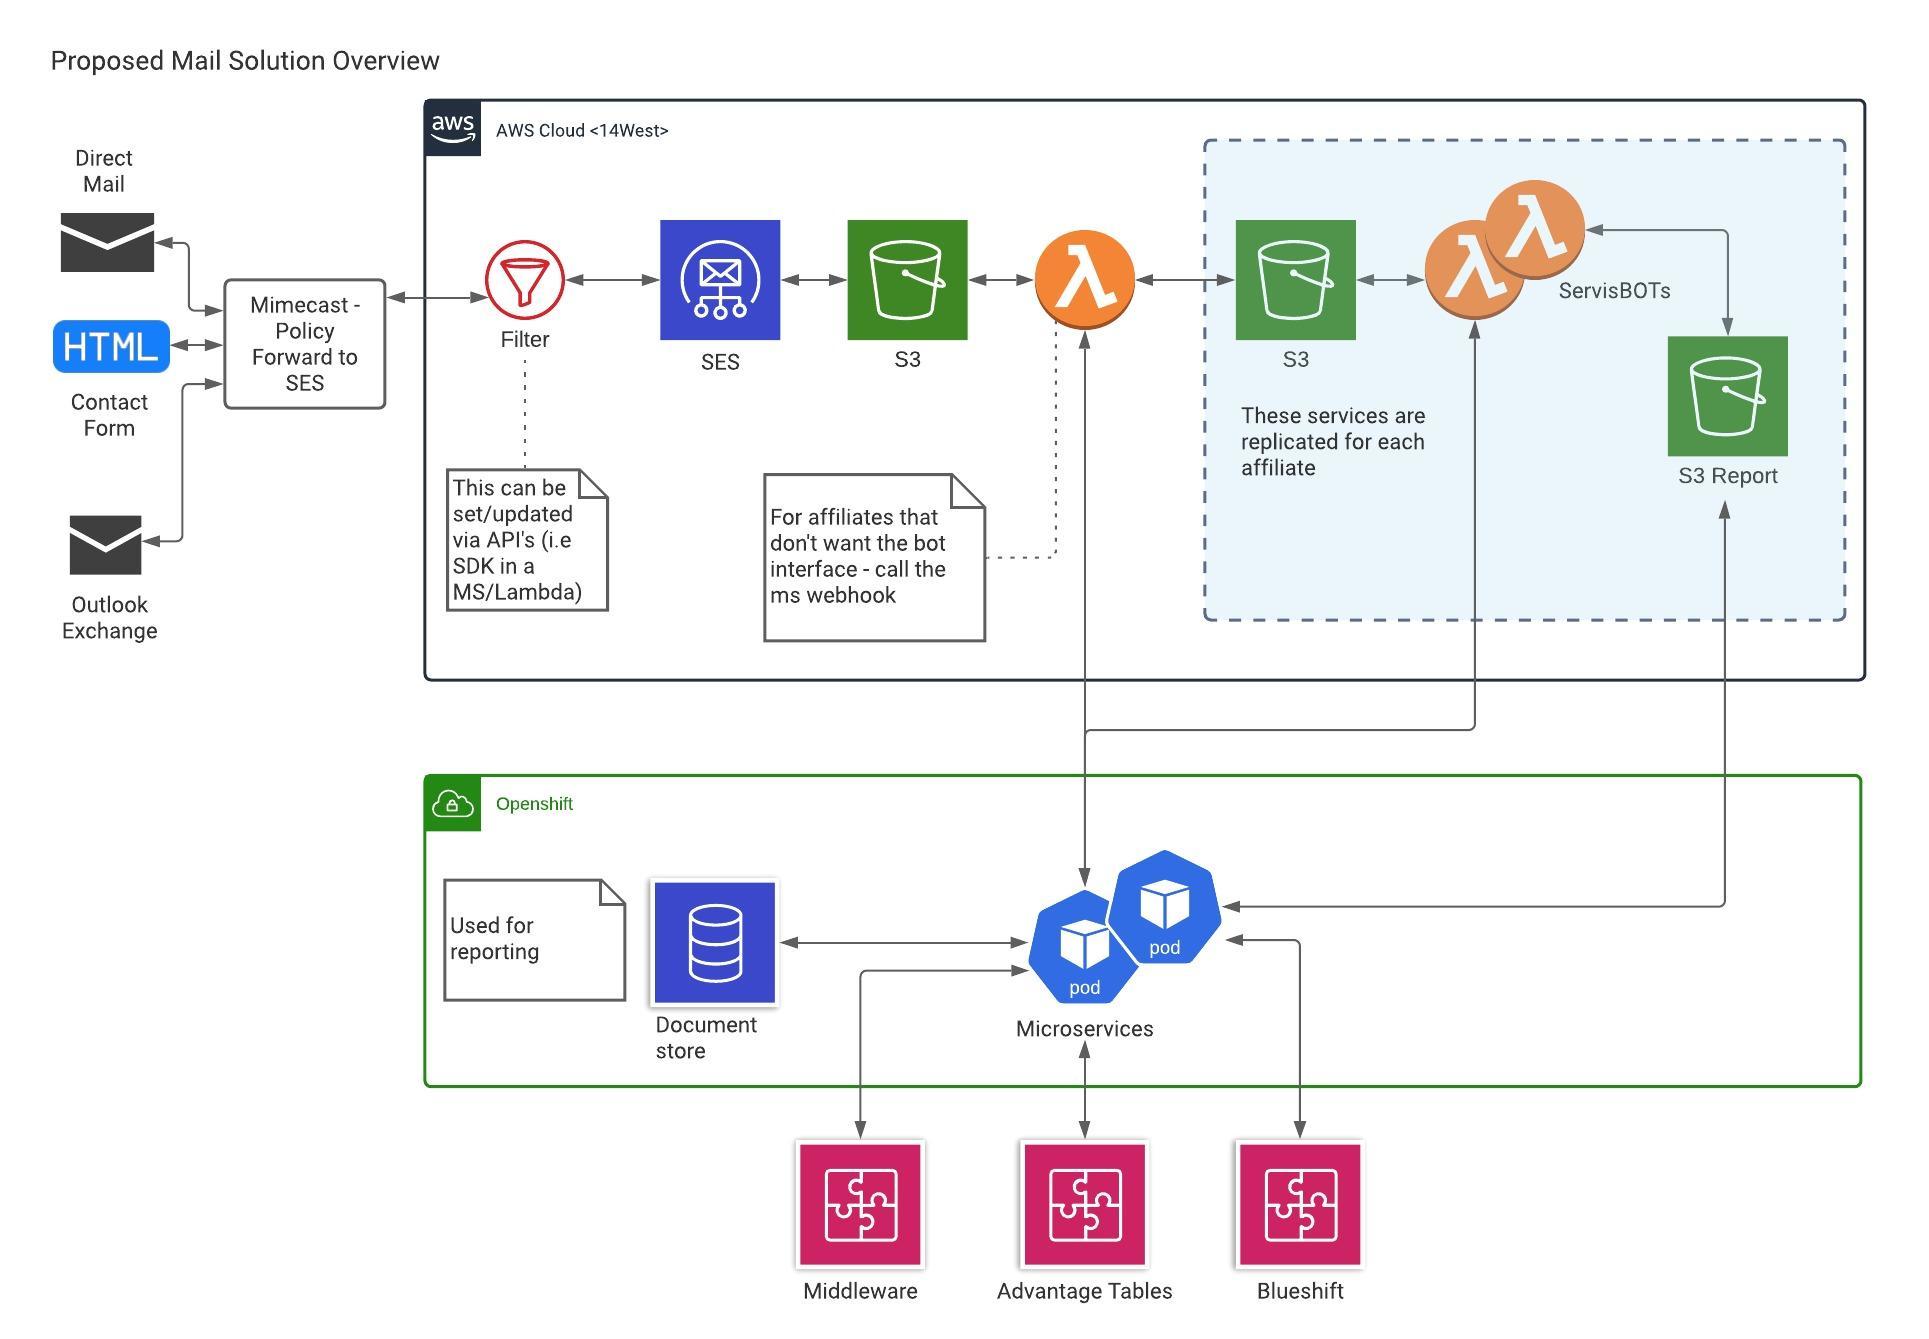 Proposed Mail Solution Overview
aws
AWS Cloud <14West>
Direct
Mail
HTML
Contact
Form
Outlook
Exchange
Mimecast -
Policy
Forward to
SES
Filter
SES
S3
S3
ServisBOTs
S3 Report
These services are
replicated for each
affiliate
This can be
set/updated
via API's (i.e
SDK in a
MS/Lambda)
For affiliates that
don't want the bot
interface - call the
ms webhook
Openshift
Used for
reporting
Document
store
pod
pod
Microservices
Middleware
Advantage Tables
Blueshift